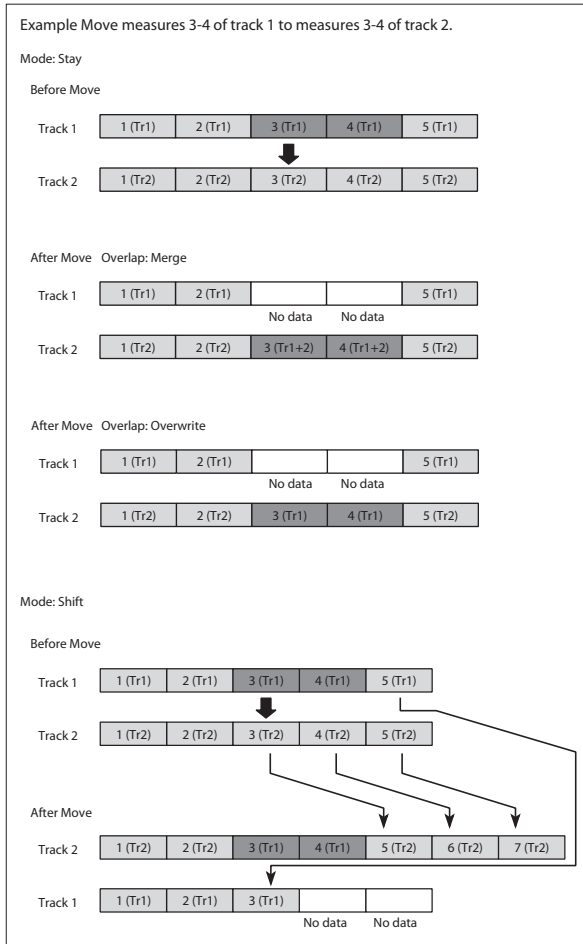 Example Move measures 3-4 of track 1 to measures 3-4 of track 2.
Mode: Stay
Before Move
Track 1 1 (Tr1) 2 (Tr1) 3 (Tr1) 4 (Tr1) 5 (Tr1)
Track 2 1 (Tr2) 2 (Tr2) 3 (Tr2) 4 (Tr2) 5 (Tr2)
After Move Overlap: Merge
Track 1 1 (Tr1) 2 (Tr1) 5 (Tr1)
No data No data
Track 2 1 (Tr2) 2 (Tr2) 3 (Tr1+2) 4 (Tr1+2) 5 (Tr2)
After Move Overlap: Overwrite
Track 1 1 (Tr1) 2 (Tr1) 5 (Tr1)
No data No data
Track 2 1 (Tr2) 2 (Tr2) 3 (Tr1) 4 (Tr1) 5 (Tr2)
Mode: Shift
Before Move
Track 1 1 (Tr1) 2 (Tr1) 3 (Tr1) 4 (Tr1) 5 (Tr1)
Track 2 1 (Tr2) 2 (Tr2) 3 (Tr2) 4 (Tr2) 5 (Tr2)
After Move
Track 2 1 (Tr2) 2 (Tr2) 3 (Tr1) 4 (Tr1) 5 (Tr2) 6 (Tr2) 7 (Tr2)
Track 1 1 (Tr1) 2 (Tr1) 3 (Tr1)
No data No data